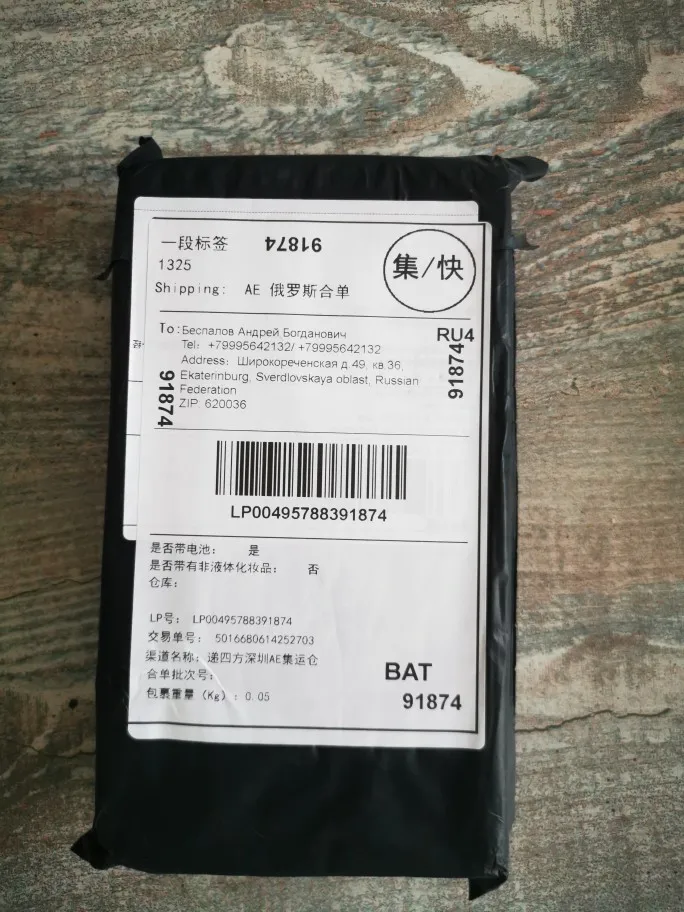 一段标签 91874
1325
集/快
Shipping: AE 俄罗斯合单
RU4
To:Беспалов Андрей Богданович
Tel: +79995642132/ +79995642132
Address: Широкореченская д.49, кв.36,
Ekaterinburg, Sverdlovskaya oblast, Russian
Federation
ZIP: 620036
91874
91874
LP00495788391874
是否带电池: 是
是否带有非液体化妆品: 否
仓库:
LP号: LP00495788391874
交易单号: 5016680614252703
渠道名称: 递四方深圳AE集运仓
合单批次号:
包裹重量 (Kg) : 0.05
BAT
91874